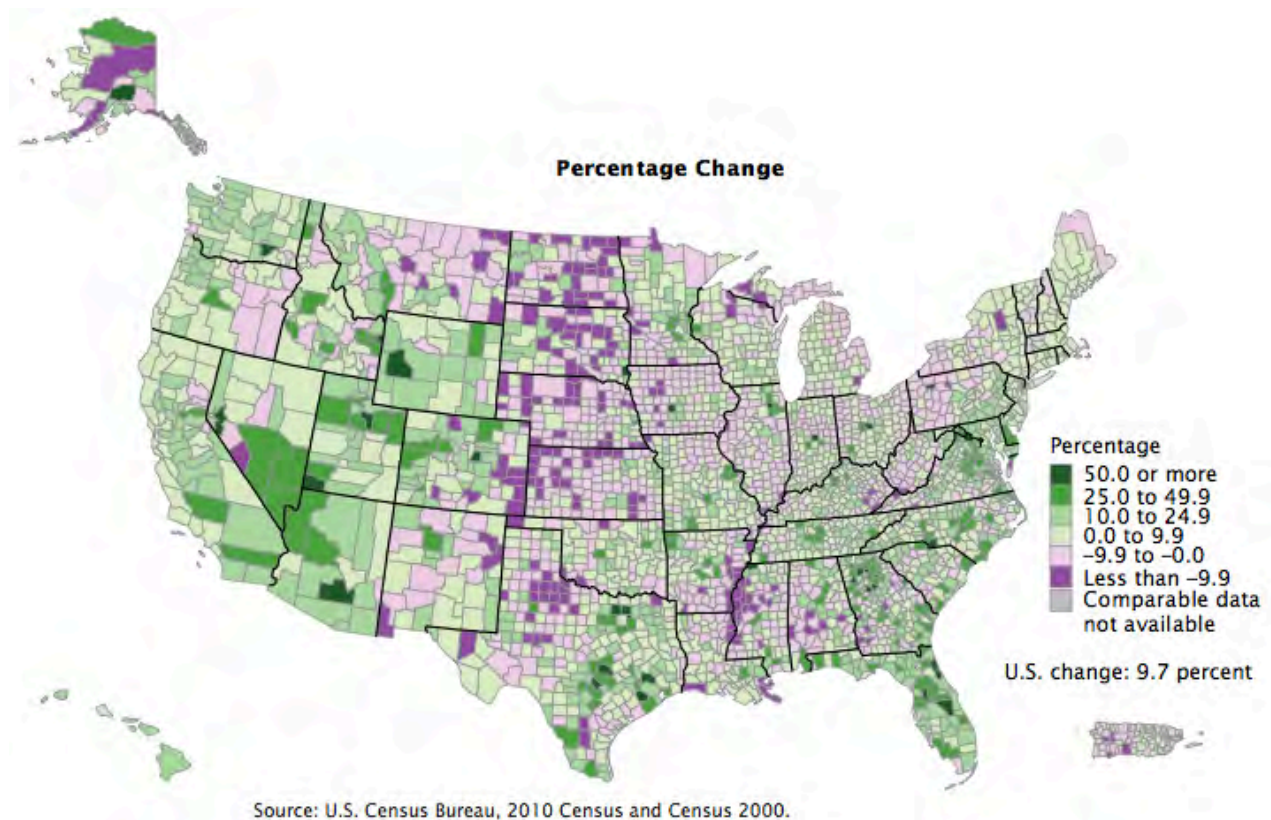 Percentage Change
Percentage
50.0 or more
25.0 to 49.9
10.0 to 24.9
0.0 to 9.9
–9.9 to –0.0
Less than –9.9
Comparable data
not available
U.S. change: 9.7 percent
Source: U.S. Census Bureau, 2010 Census and Census 2000.